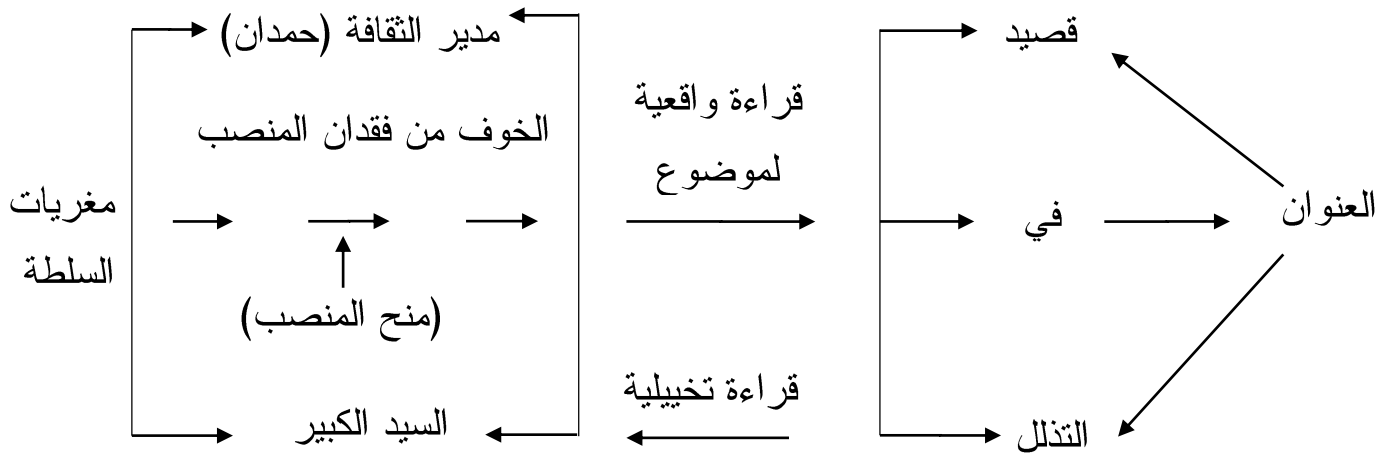 قصيد
مدير الثقافة (حمدان)
قراءة واقعية
الخوف من فقدان المنصب
لموضوع
العنوان
في
مغريات
السلطة
(منح المنصب)
قراءة تخييلية
التذلل
السيد الكبير